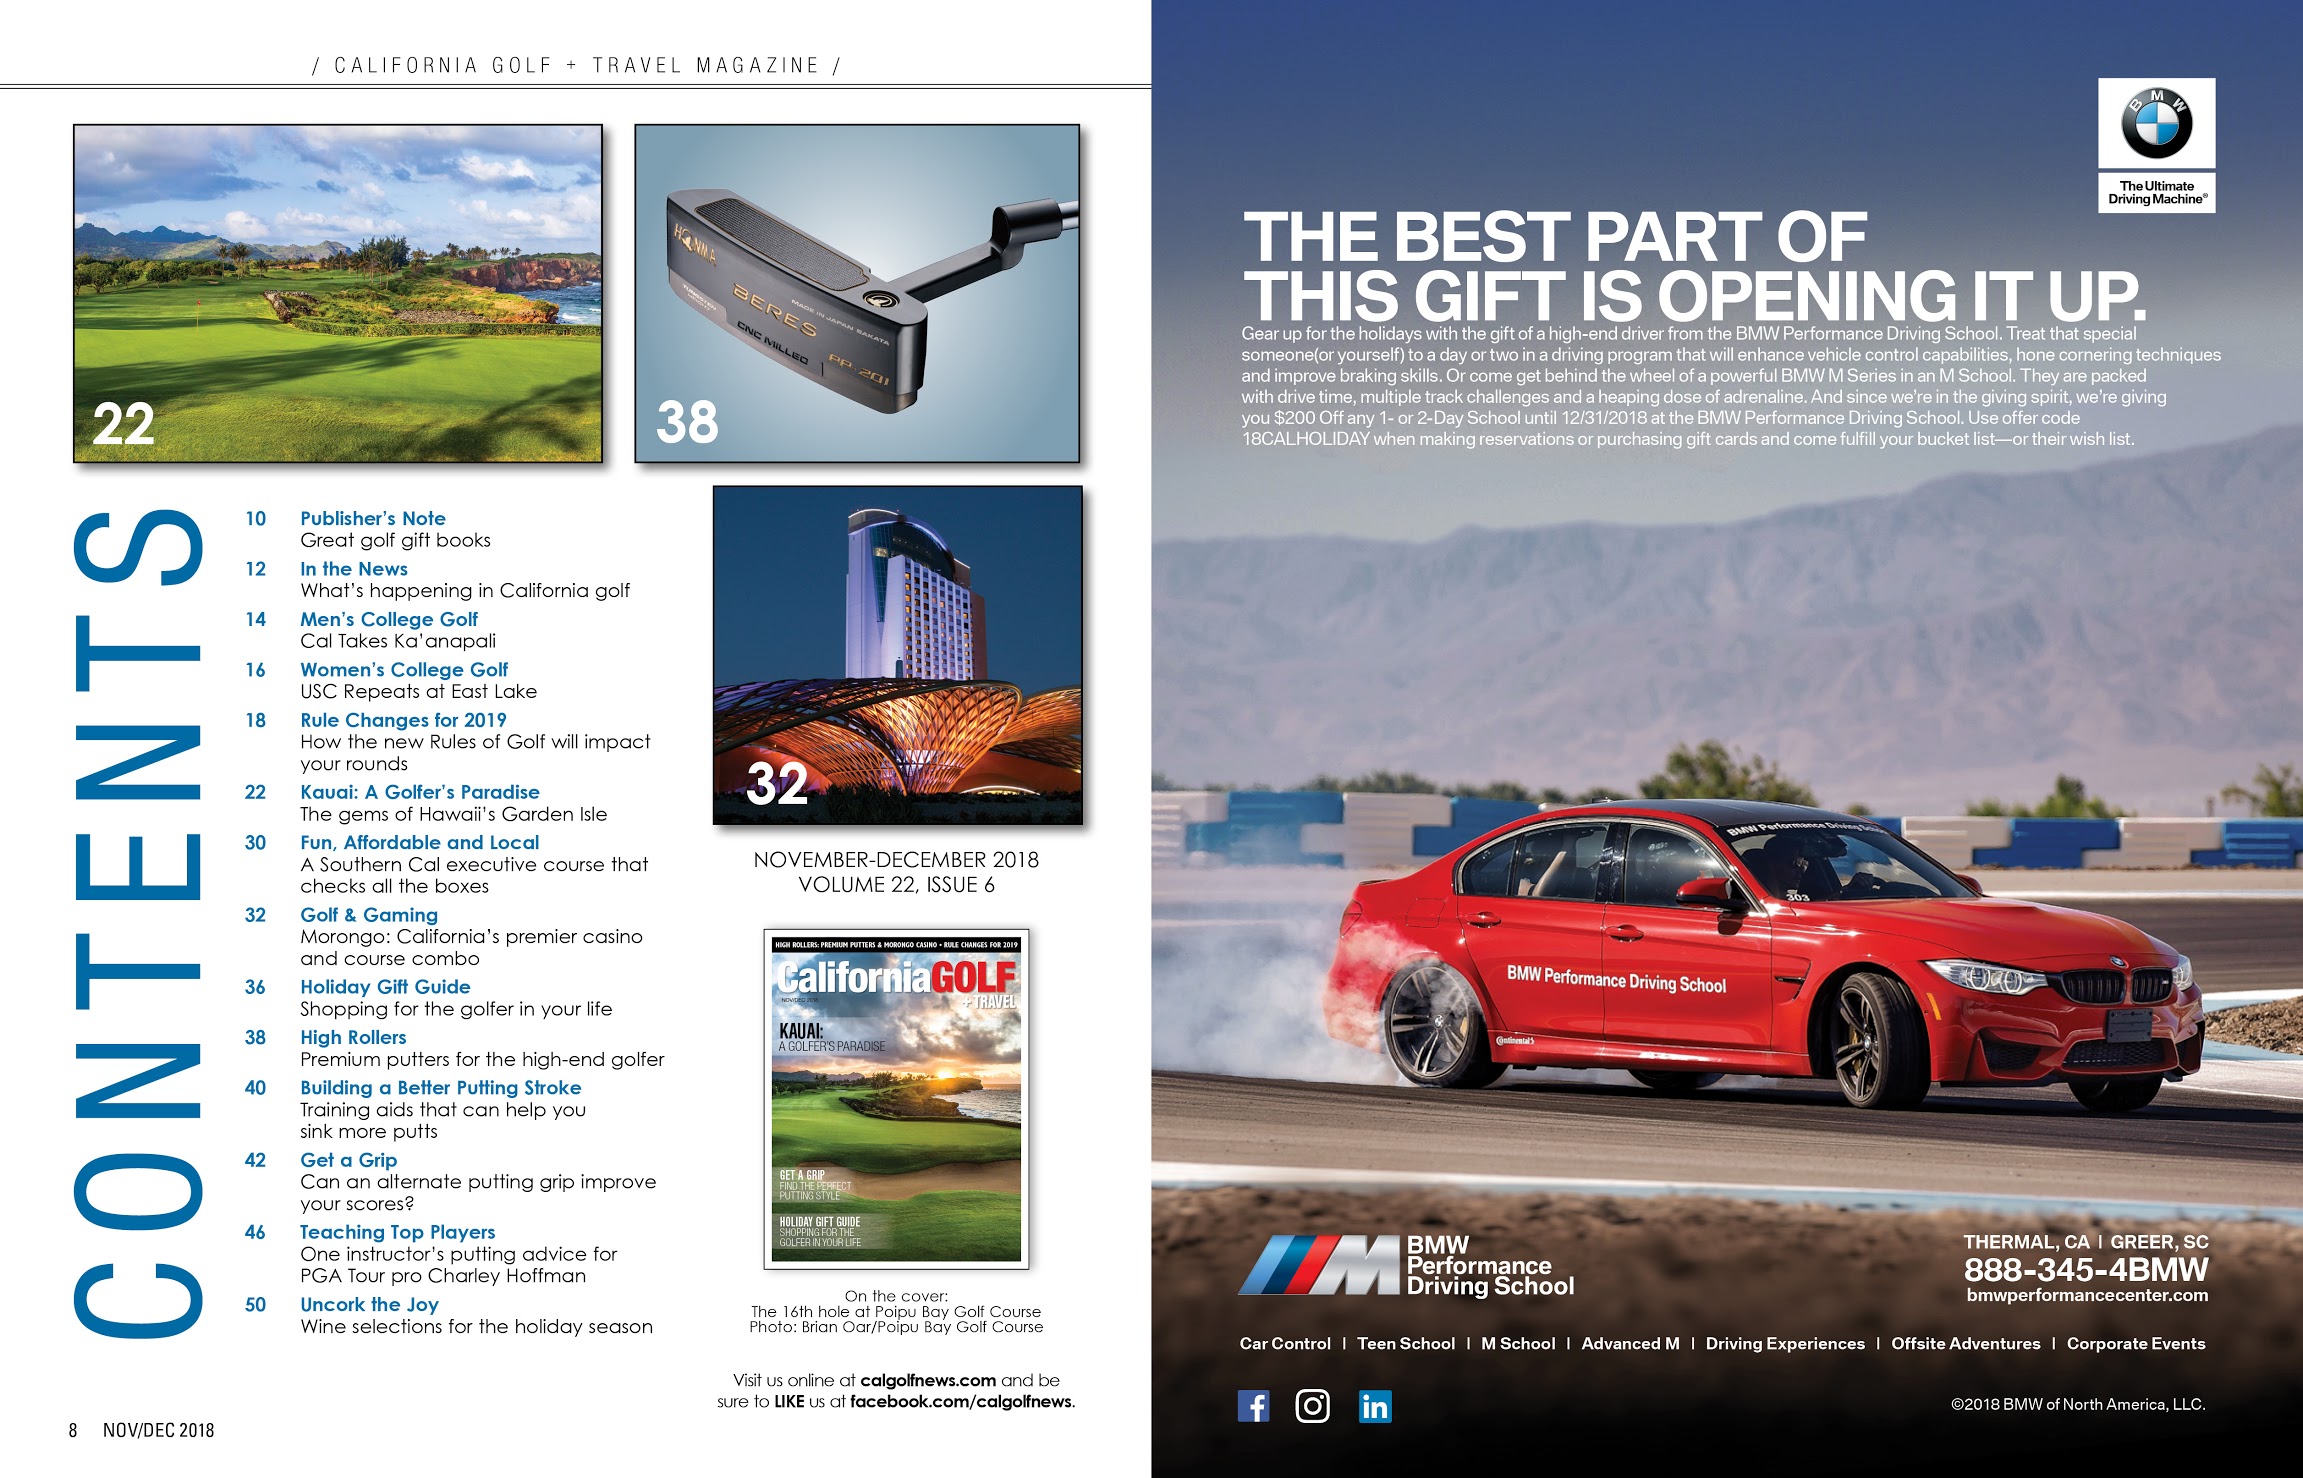 / CALIFORNIA GOLF + TRAVEL MAGAZINE /
22
HONMA
TUNGSTEN
BERES
MADE IN JAPAN SAKATA
CNC MILLED
PP-201
38
CONTENTS
10 Publisher's Note
Great golf gift books
12 In the News
What's happening in California golf
14 Men's College Golf
Cal Takes Ka'anapali
16 Women's College Golf
USC Repeats at East Lake
18 Rule Changes for 2019
How the new Rules of Golf will impact
your rounds
22 Kauai: A Golfer's Paradise
The gems of Hawaii's Garden Isle
30 Fun, Affordable and Local
A Southern Cal executive course that
checks all the boxes
32 Golf & Gaming
Morongo: California's premier casino
and course combo
36 Holiday Gift Guide
Shopping for the golfer in your life
38 High Rollers
Premium putters for the high-end golfer
40 Building a Better Putting Stroke
Training aids that can help you
sink more putts
42 Get a Grip
Can an alternate putting grip improve
your scores?
46 Teaching Top Players
One instructor's putting advice for
PGA Tour pro Charley Hoffman
50 Uncork the Joy
Wine selections for the holiday season
32
NOVEMBER-DECEMBER 2018
VOLUME 22, ISSUE 6
HIGH ROLLERS: PREMIUM PUTTERS & MORONGO CASINO • RULE CHANGES FOR 2019
CaliforniaGOLF
+ TRAVEL
NOV/DEC 2018
KAUAI:
A GOLFER'S PARADISE
GET A GRIP
FIND THE PERFECT
PUTTING STYLE
HOLIDAY GIFT GUIDE
SHOPPING FOR THE
GOLFER IN YOUR LIFE
On the cover:
The 16th hole at Poipu Bay Golf Course
Photo: Brian Oar/Poipu Bay Golf Course
Visit us online at calgolfnews.com and be
sure to LIKE us at facebook.com/calgolfnews.
8 NOV/DEC 2018
BMW
The Ultimate
Driving Machine®
THE BEST PART OF
THIS GIFT IS OPENING IT UP.
Gear up for the holidays with the gift of a high-end driver from the BMW Performance Driving School. Treat that special
someone(or yourself) to a day or two in a driving program that will enhance vehicle control capabilities, hone cornering techniques
and improve braking skills. Or come get behind the wheel of a powerful BMW M Series in an M School. They are packed
with drive time, multiple track challenges and a heaping dose of adrenaline. And since we're in the giving spirit, we're giving
you $200 Off any 1- or 2-Day School until 12/31/2018 at the BMW Performance Driving School. Use offer code
18CALHOLIDAY when making reservations or purchasing gift cards and come fulfill your bucket list—or their wish list.
BMW Performance Driving
303
BMW Performance Driving School
Continental
M
BMW
Performance
Driving School
THERMAL, CA | GREER, SC
888-345-4BMW
bmwperformancecenter.com
Car Control | Teen School | M School | Advanced M | Driving Experiences | Offsite Adventures | Corporate Events
©2018 BMW of North America, LLC.